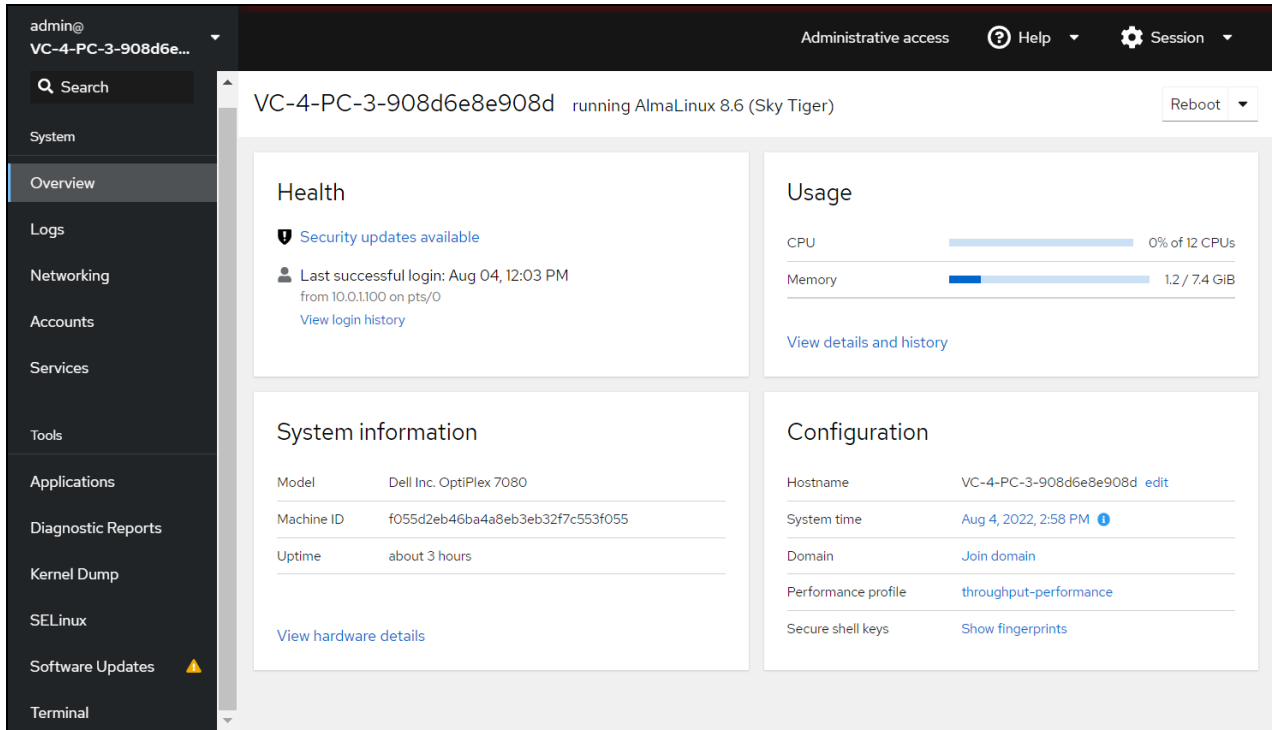 admin@
VC-4-PC-3-908d6e...
Administrative access
Help
Session
Search
System
Overview
Logs
Networking
Accounts
Services
Tools
Applications
Diagnostic Reports
Kernel Dump
SELinux
Software Updates
Terminal
VC-4-PC-3-908d6e8e908d running AlmaLinux 8.6 (Sky Tiger)
Reboot
Health
Security updates available
Last successful login: Aug 04, 12:03 PM
from 10.0.1.100 on pts/0
View login history
Usage
CPU 0% of 12 CPUs
Memory 1.2 / 7.4 GiB
View details and history
System information
Model Dell Inc. OptiPlex 7080
Machine ID f055d2eb46ba4a8eb3eb32f7c553f055
Uptime about 3 hours
View hardware details
Configuration
Hostname VC-4-PC-3-908d6e8e908d edit
System time Aug 4, 2022, 2:58 PM
Domain Join domain
Performance profile throughput-performance
Secure shell keys Show fingerprints